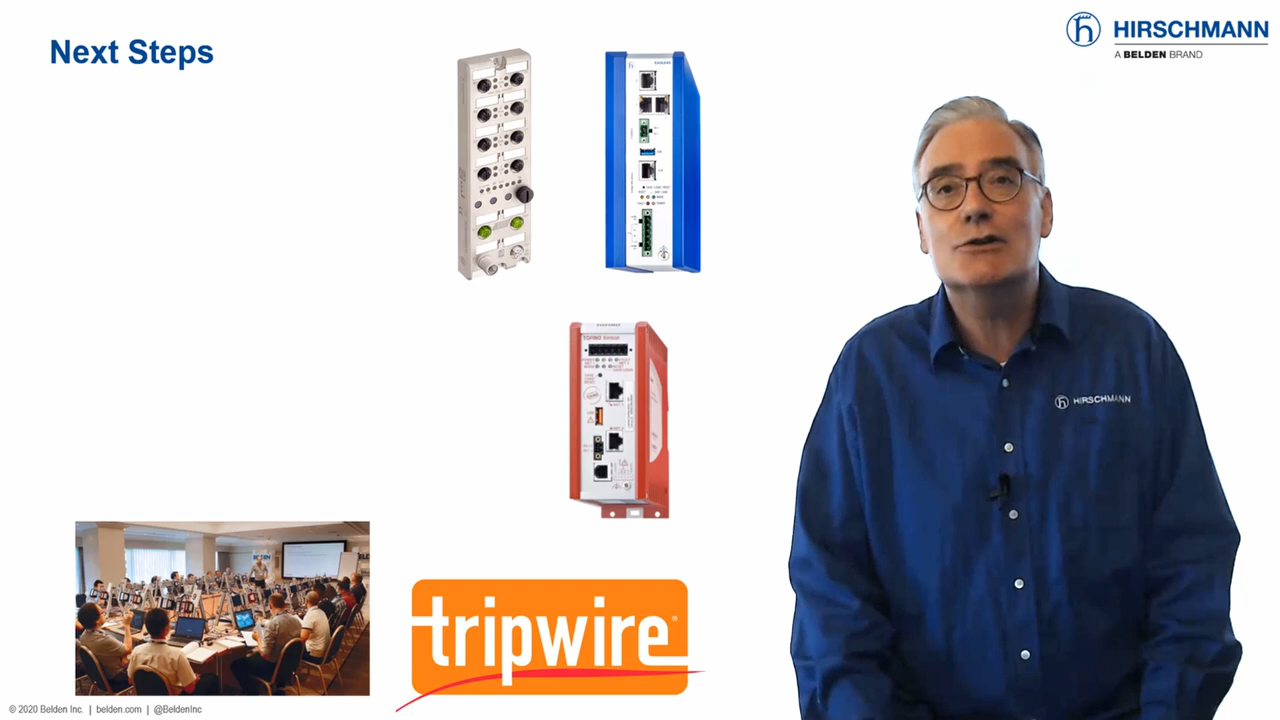 Next Steps
HIRSCHMANN
A BELDEN BRAND
HIRSCHMANN
tripwire®
© 2020 Belden Inc. | belden.com | @BeldenInc